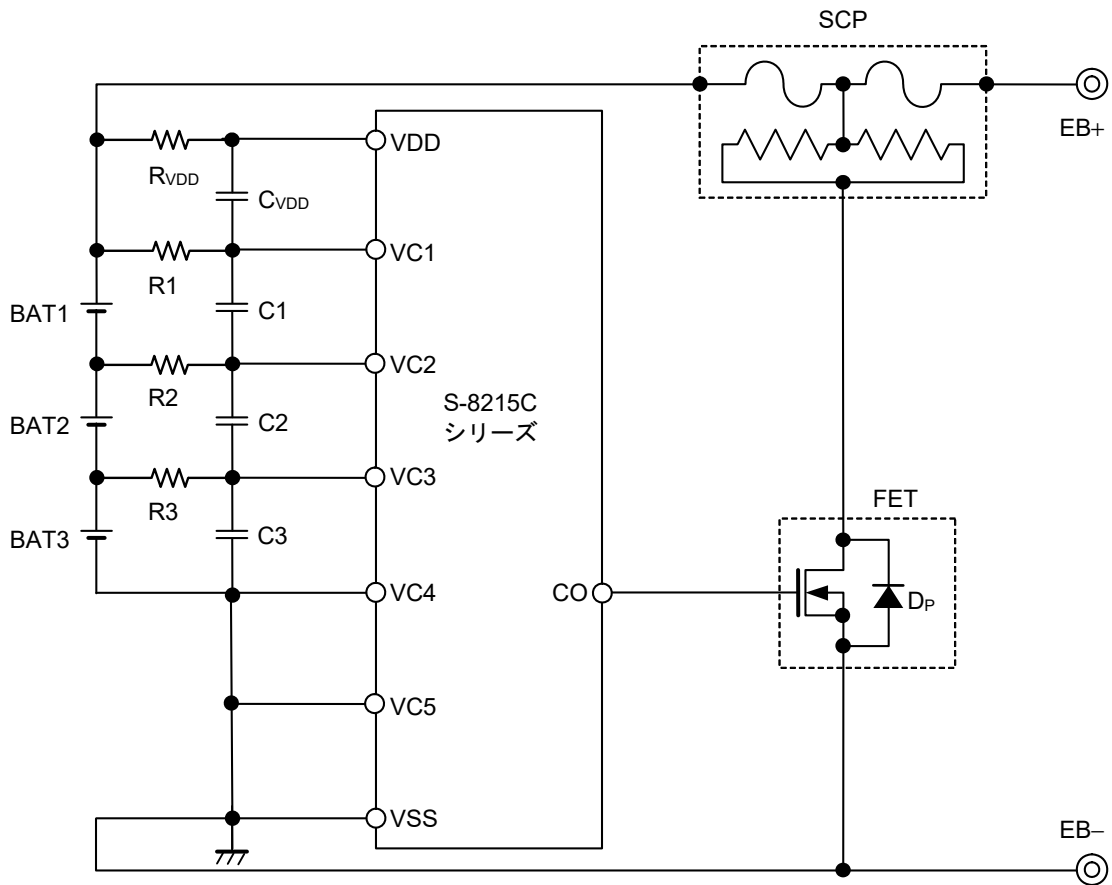 SCP
EB+
VDD
RVDD
CVDD
VC1
R1
BAT1
C1
VC2
R2
S-8215C
シリーズ
BAT2
C2
VC3
R3
FET
BAT3
C3
VC4
CO
DP
VC5
VSS
EB−